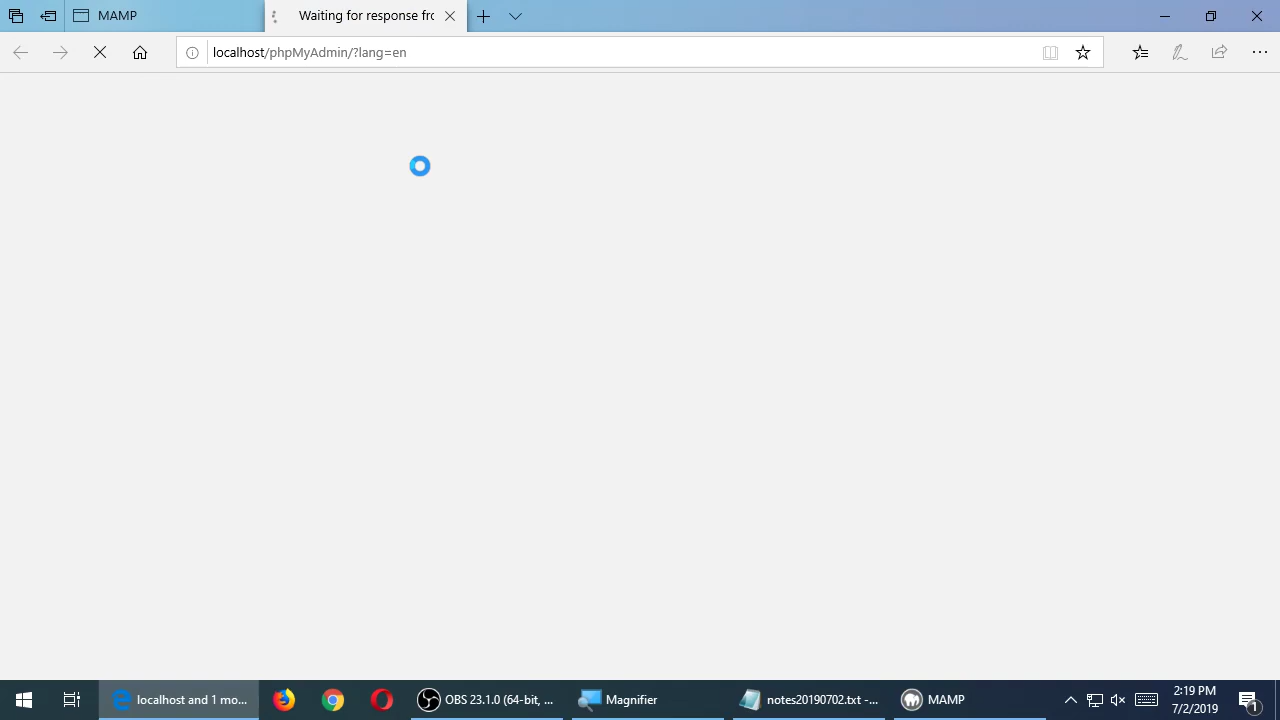 MAMP
Waiting for response fro
localhost/phpMyAdmin/?lang=en
localhost and 1 mo...
OBS 23.1.0 (64-bit, ...
Magnifier
notes20190702.txt -...
MAMP
2:19 PM
7/2/2019
1